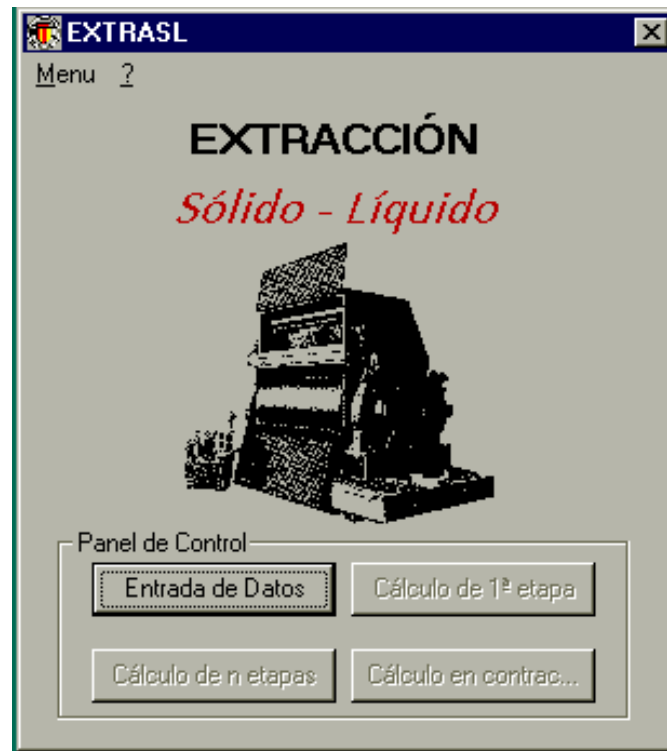 EXTRASL
Menu ?
EXTRACCIÓN
Sólido - Líquido
Panel de Control
Entrada de Datos Cálculo de 1ª etapa
Cálculo de n etapas Cálculo en contrac...